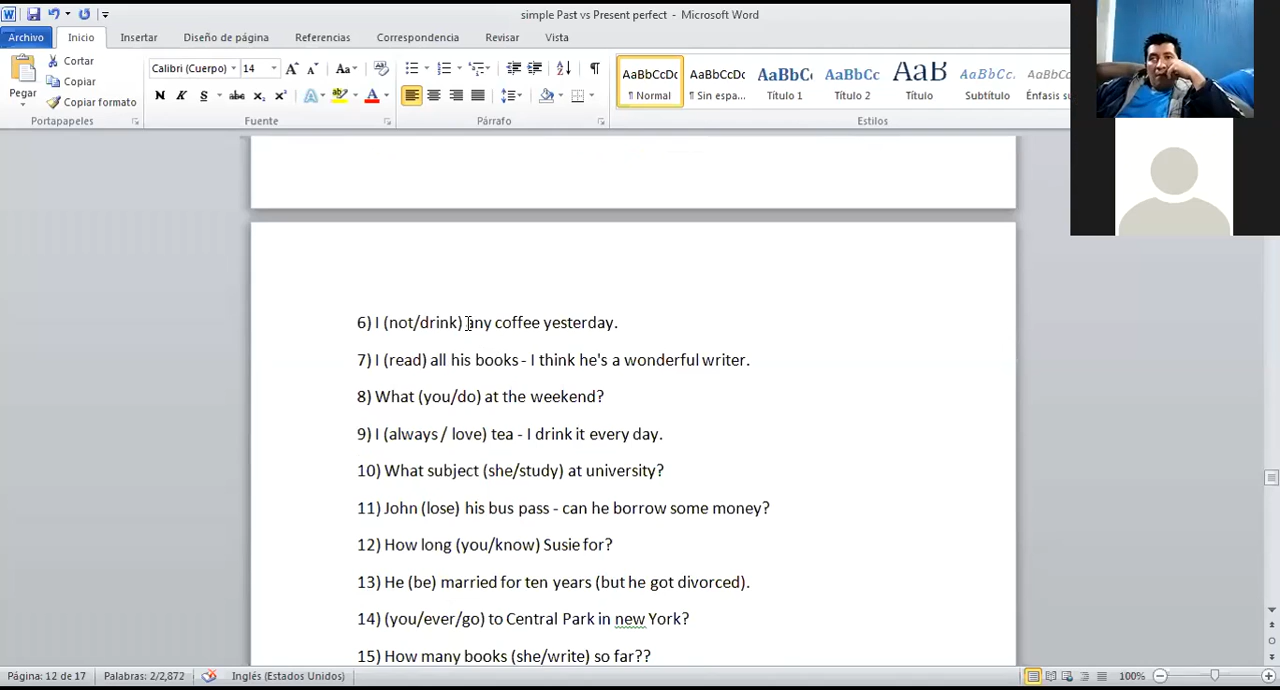 simple Past vs Present perfect - Microsoft Word
Archivo Inicio Insertar Diseño de página Referencias Correspondencia Revisar Vista
Pegar
Cortar
Copiar
Copiar formato
Portapapeles
Calibri (Cuerpo) 14 Aa
N K S abc x₂ x² A A
Fuente
Párrafo
AaBbCcDc AaBbCcDc AaBbC AaBbCc AaB AaBbCc. AaBbCc
¶ Normal ¶ Sin espa... Título 1 Título 2 Título Subtítulo Énfasis su
Estilos
6) I (not/drink) any coffee yesterday.
7) I (read) all his books - I think he's a wonderful writer.
8) What (you/do) at the weekend?
9) I (always / love) tea - I drink it every day.
10) What subject (she/study) at university?
11) John (lose) his bus pass - can he borrow some money?
12) How long (you/know) Susie for?
13) He (be) married for ten years (but he got divorced).
14) (you/ever/go) to Central Park in new York?
15) How many books (she/write) so far??
Página: 12 de 17 Palabras: 2/2,872 Inglés (Estados Unidos) 100%